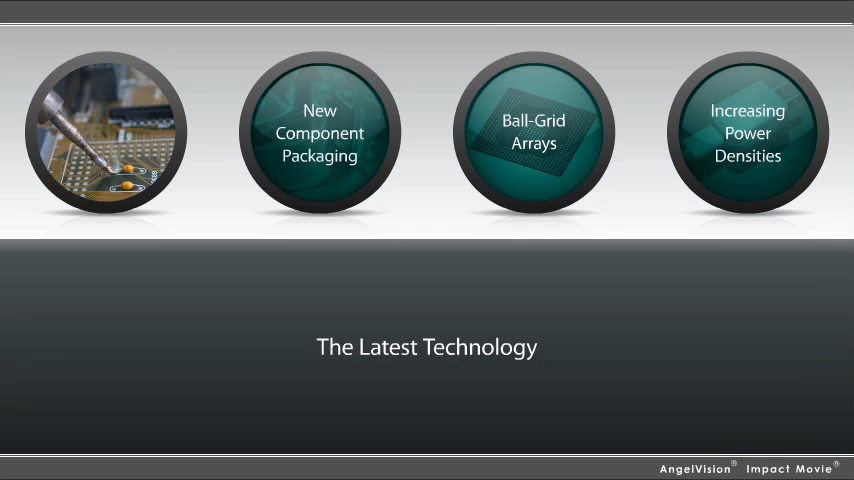 New
Component
Packaging
Ball-Grid
Arrays
Increasing
Power
Densities
The Latest Technology
AngelVision® Impact Movie®